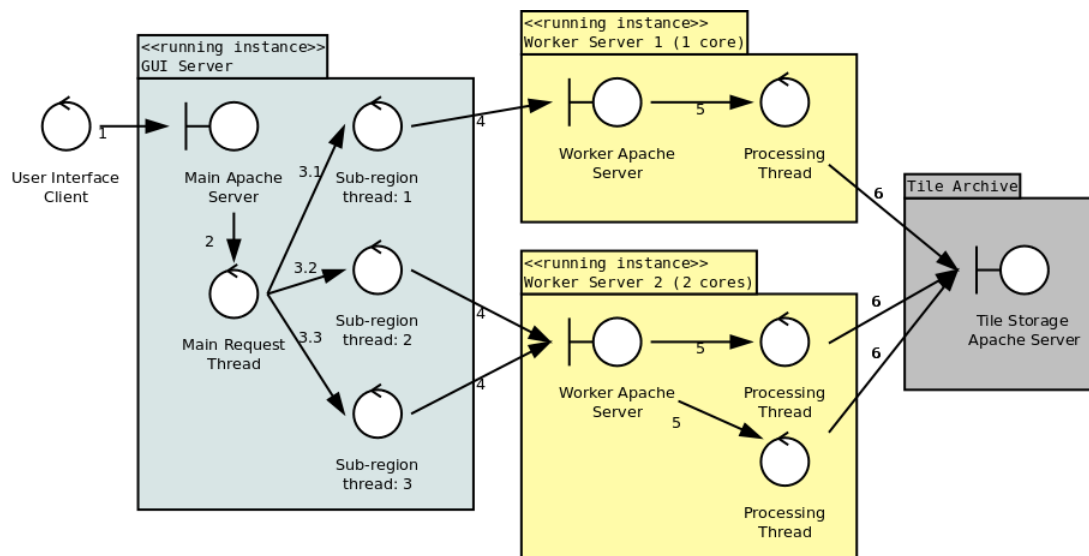 <<running instance>>
GUI Server
User Interface
Client
1
Main Apache
Server
2
Main Request
Thread
3.1
3.2
3.3
Sub-region
thread: 1
Sub-region
thread: 2
Sub-region
thread: 3
4
4
4
<<running instance>>
Worker Server 1 (1 core)
Worker Apache
Server
5
Processing
Thread
<<running instance>>
Worker Server 2 (2 cores)
Worker Apache
Server
5
Processing
Thread
5
Processing
Thread
6
6
6
Tile Archive
Tile Storage
Apache Server